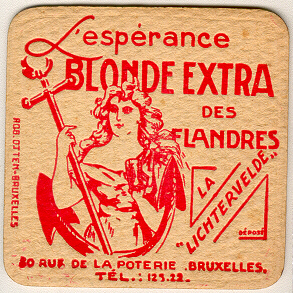 L'espérance
BLONDE EXTRA
DES
FLANDRES
LA
"LICHTERVELDE"
DÉPOSÉ
ROB. OTTEN-BRUXELLES
30 RUE DE LA POTERIE . BRUXELLES.
TÉL.: 123.22.